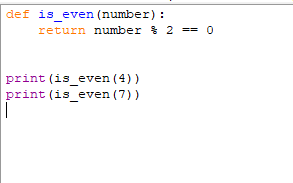 def is_even(number):
    return number % 2 == 0
print(is_even(4))
print(is_even(7))